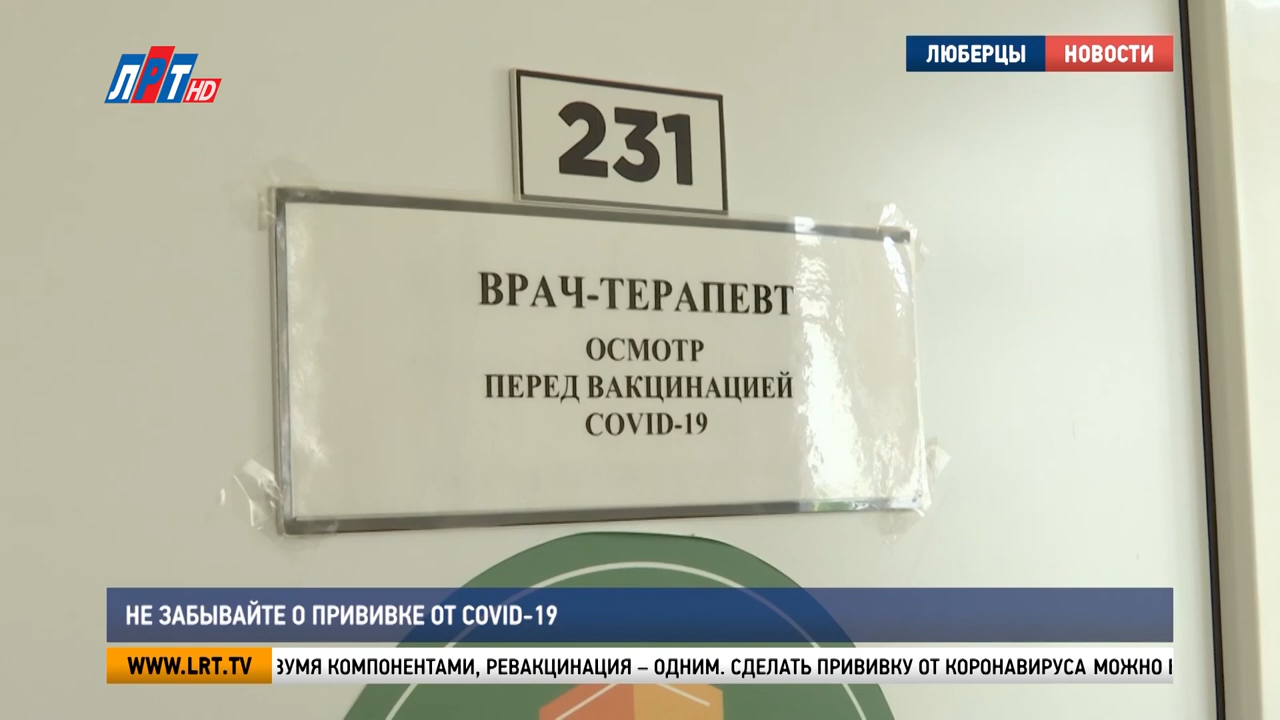 ЛРТ HD
ЛЮБЕРЦЫ НОВОСТИ
231
ВРАЧ-ТЕРАПЕВТ
ОСМОТР
ПЕРЕД ВАКЦИНАЦИЕЙ
COVID-19
НЕ ЗАБЫВАЙТЕ О ПРИВИВКЕ ОТ COVID-19
WWW.LRT.TV КОМПОНЕНТАМИ, РЕВАКЦИНАЦИЯ – ОДНИМ. СДЕЛАТЬ ПРИВИВКУ ОТ КОРОНАВИРУСА МОЖНО